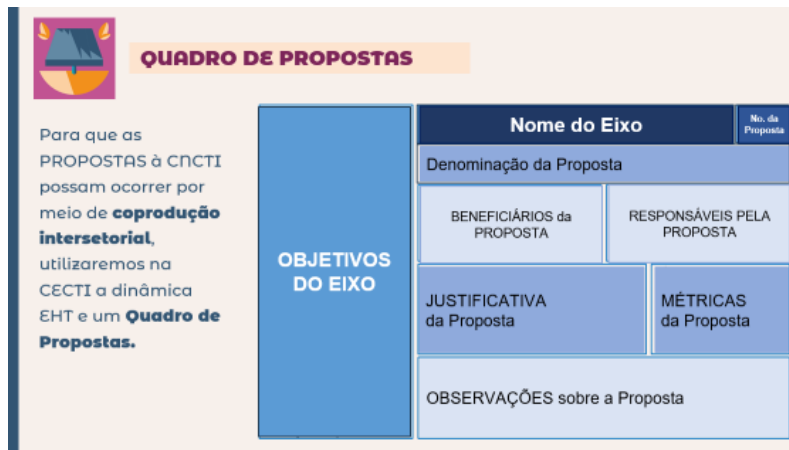 QUADRO DE PROPOSTAS
Para que as
PROPOSTAS à CNCTI
possam ocorrer por
meio de coprodução
intersetorial,
utilizaremos na
CECTI a dinâmica
EHT e um Quadro de
Propostas.
OBJETIVOS
DO EIXO
Nome do Eixo
No. da
Proposta
Denominação da Proposta
BENEFICIÁRIOS da
PROPOSTA
RESPONSÁVEIS PELA
PROPOSTA
JUSTIFICATIVA
da Proposta
MÉTRICAS
da Proposta
OBSERVAÇÕES sobre a Proposta